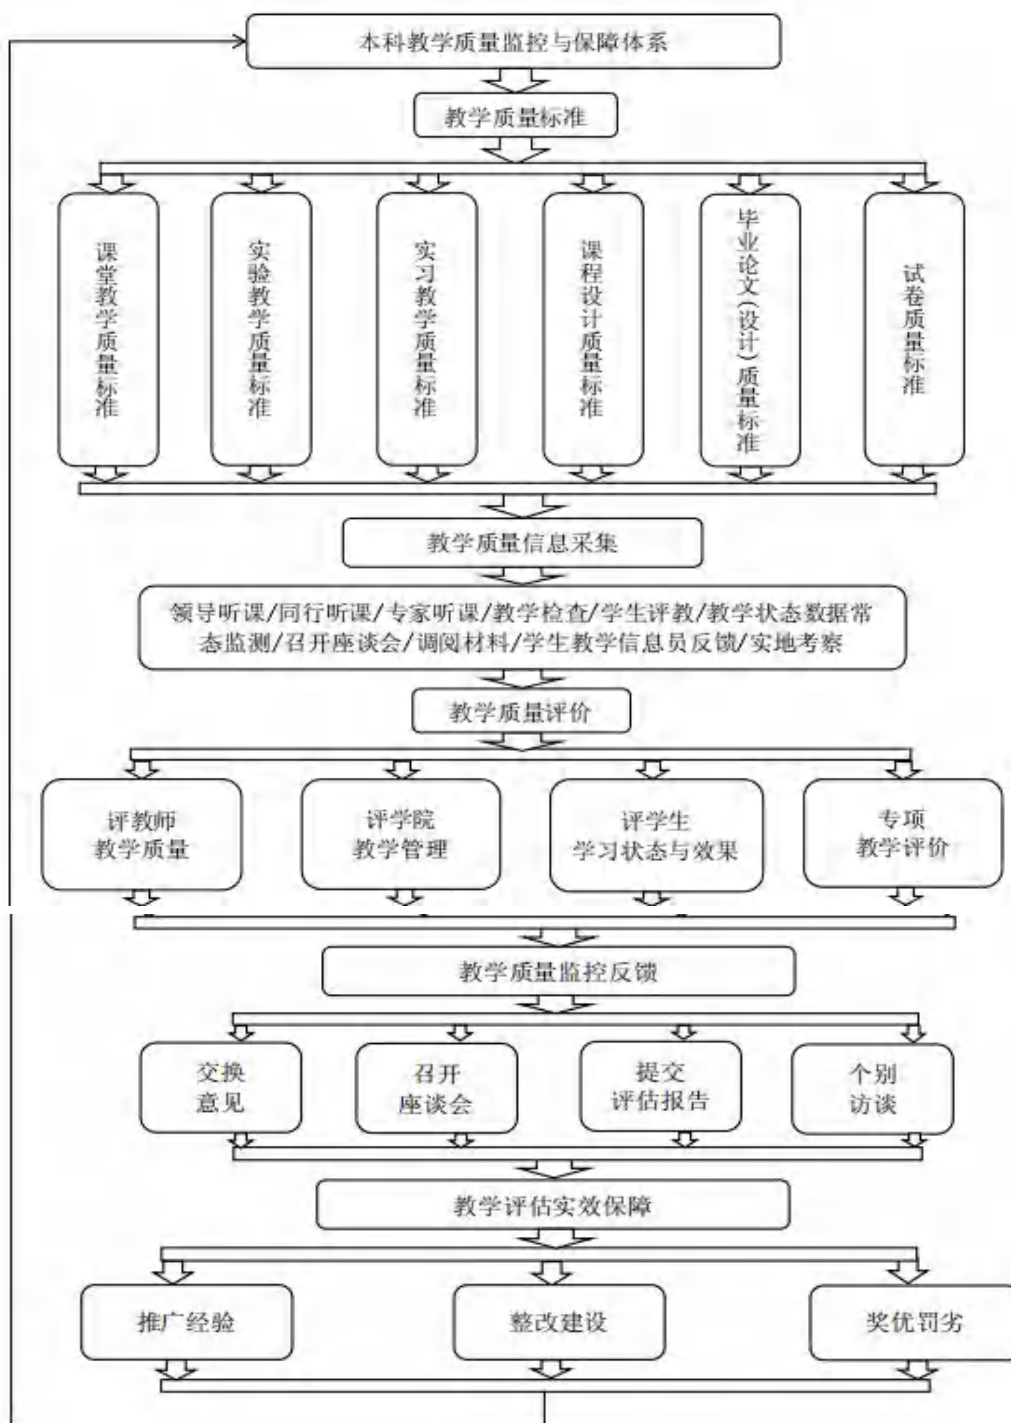 本科教学质量监控与保障体系
教学质量标准
课堂教学质量标准
实验教学质量标准
实习教学质量标准
课程设计质量标准
毕业论文(设计)质量标准
试卷质量标准
教学质量信息采集
领导听课/同行听课/专家听课/教学检查/学生评教/教学状态数据常
态监测/召开座谈会/调阅材料/学生教学信息员反馈/实地考察
教学质量评价
评教师
教学质量
评学院
教学管理
评学生
学习状态与效果
专项
教学评价
教学质量监控反馈
交换
意见
召开
座谈会
提交
评估报告
个别
访谈
教学评估实效保障
推广经验
整改建设
奖优罚劣